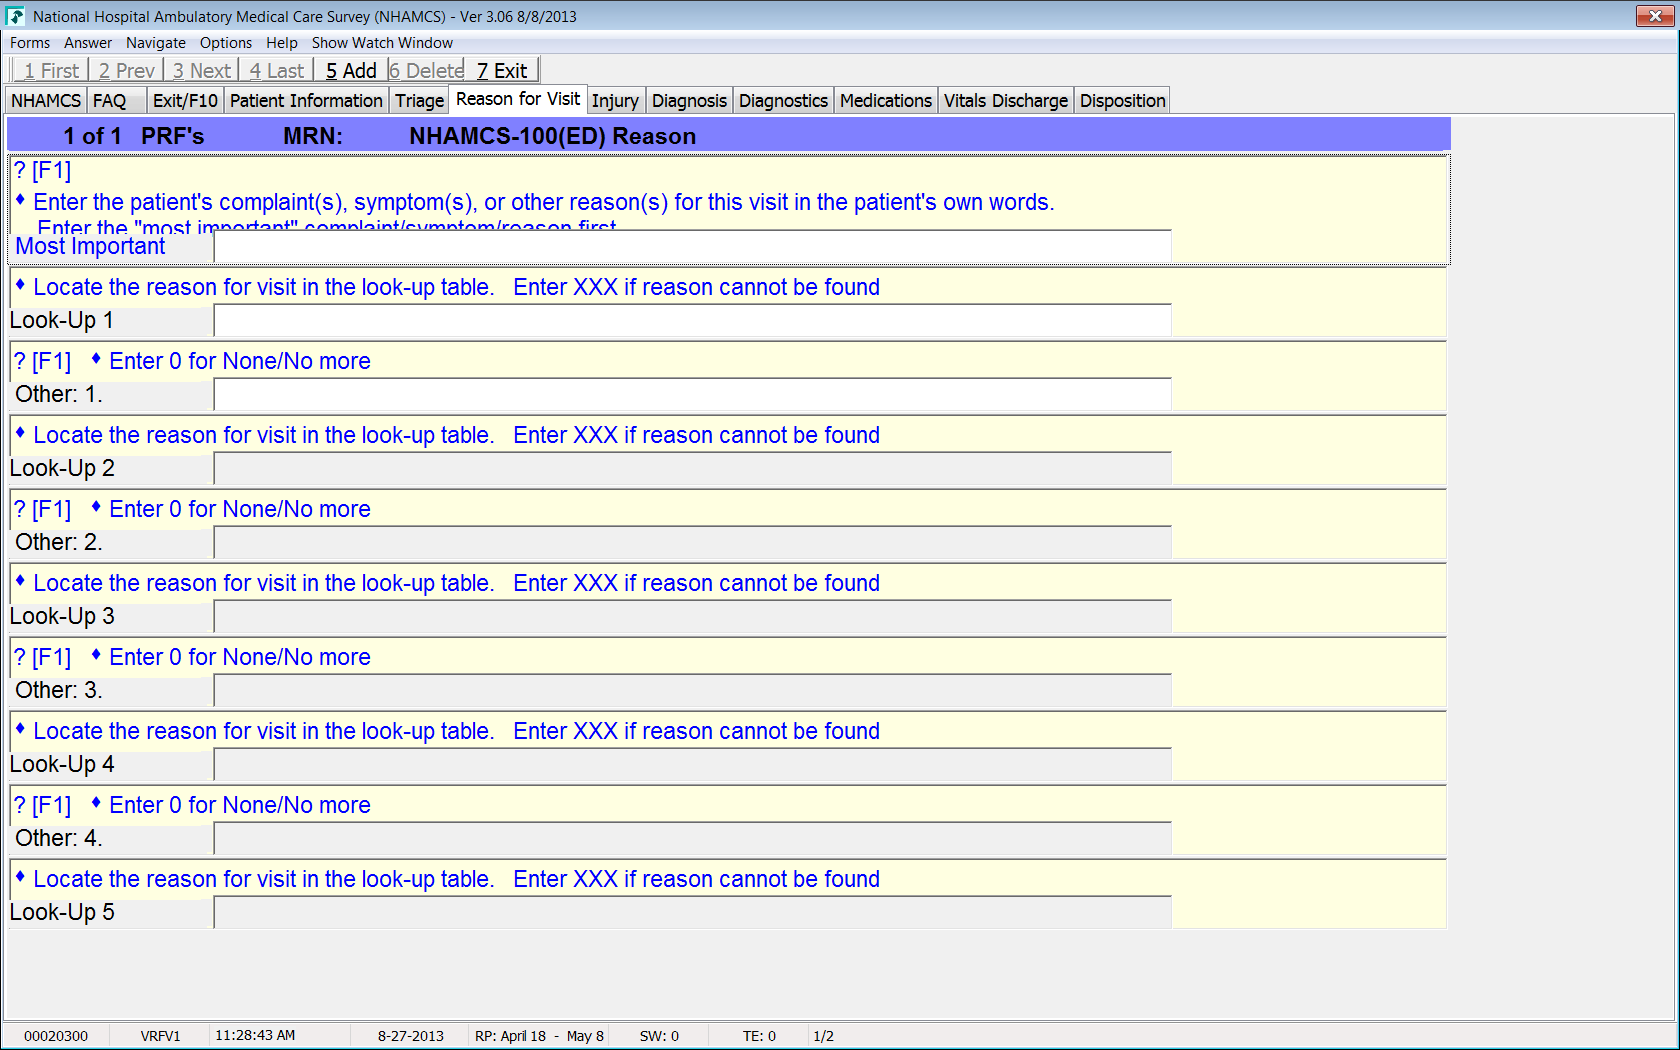 National Hospital Ambulatory Medical Care Survey (NHAMCS) - Ver 3.06 8/8/2013
Forms Answer Navigate Options Help Show Watch Window
1 First 2 Prev 3 Next 4 Last 5 Add 6 Delete 7 Exit
NHAMCS FAQ Exit/F10 Patient Information Triage Reason for Visit Injury Diagnosis Diagnostics Medications Vitals Discharge Disposition
1 of 1 PRF's MRN: NHAMCS-100(ED) Reason
? [F1]
♦ Enter the patient's complaint(s), symptom(s), or other reason(s) for this visit in the patient's own words.
Enter the "most important" complaint/symptom/reason first
Most Important
♦ Locate the reason for visit in the look-up table. Enter XXX if reason cannot be found
Look-Up 1
? [F1] ♦ Enter 0 for None/No more
Other: 1.
♦ Locate the reason for visit in the look-up table. Enter XXX if reason cannot be found
Look-Up 2
? [F1] ♦ Enter 0 for None/No more
Other: 2.
♦ Locate the reason for visit in the look-up table. Enter XXX if reason cannot be found
Look-Up 3
? [F1] ♦ Enter 0 for None/No more
Other: 3.
♦ Locate the reason for visit in the look-up table. Enter XXX if reason cannot be found
Look-Up 4
? [F1] ♦ Enter 0 for None/No more
Other: 4.
♦ Locate the reason for visit in the look-up table. Enter XXX if reason cannot be found
Look-Up 5
00020300 VRFV1 11:28:43 AM 8-27-2013 RP: April 18 - May 8 SW: 0 TE: 0 1/2